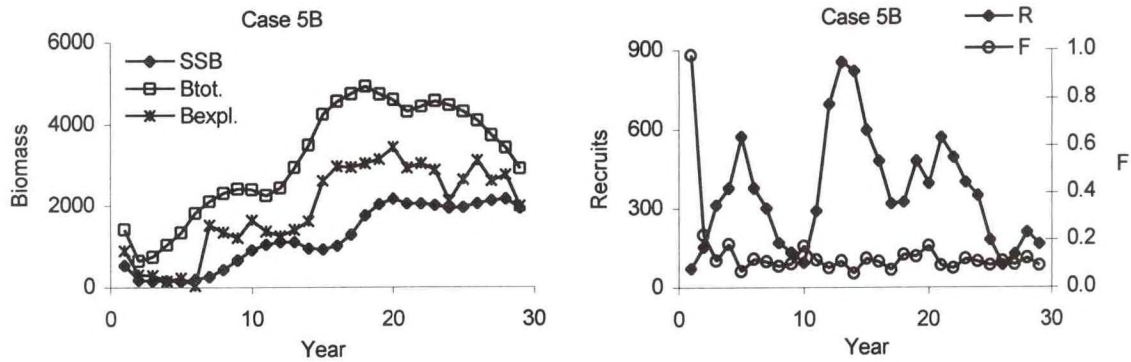 Case 5B
6000
4000
2000
0
Biomass
SSB
Btot.
Bexpl.
0 10 20 30
Year
Case 5B
R
F
900
600
300
0
Recruits
1.0
0.8
0.6
0.4
0.2
0.0
F
0 10 20 30
Year